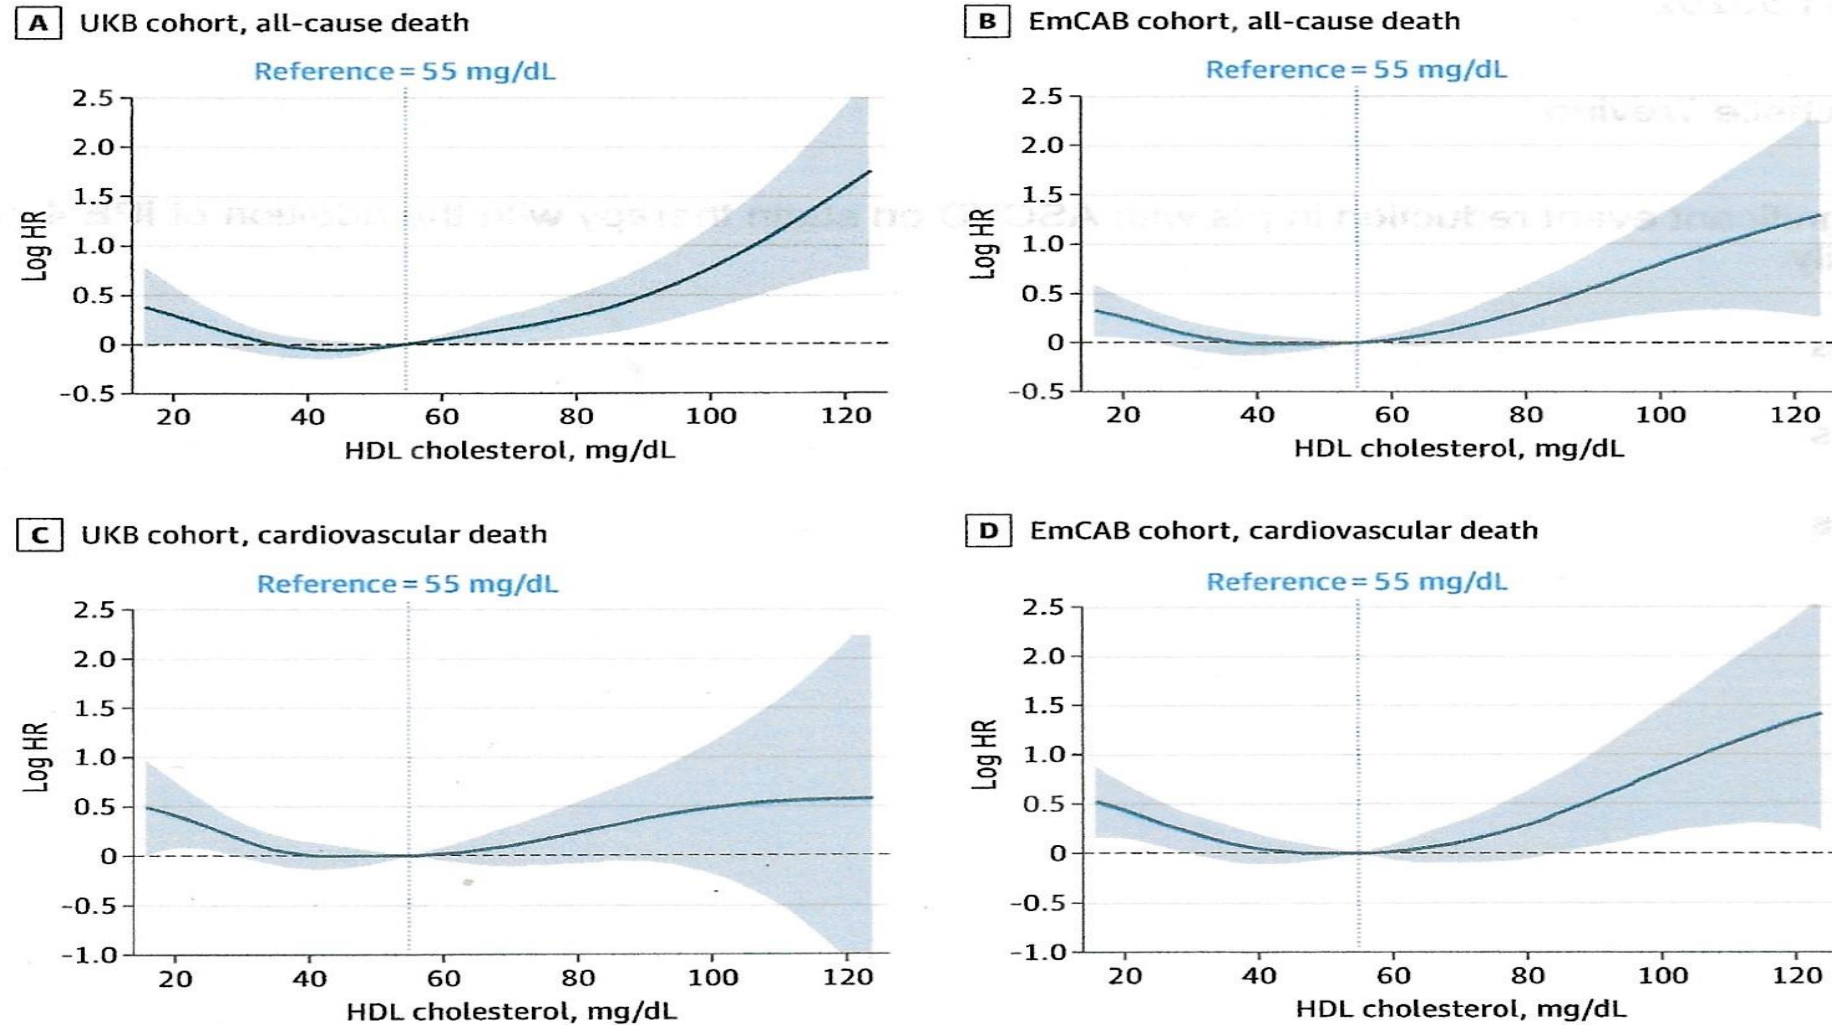 A UKB cohort, all-cause death
Reference = 55 mg/dL
2.5
2.0
1.5
1.0
0.5
0
-0.5
Log HR
20 40 60 80 100 120
HDL cholesterol, mg/dL
B EmCAB cohort, all-cause death
Reference = 55 mg/dL
2.5
2.0
1.5
1.0
0.5
0
-0.5
Log HR
20 40 60 80 100 120
HDL cholesterol, mg/dL
C UKB cohort, cardiovascular death
Reference = 55 mg/dL
2.5
2.0
1.5
1.0
0.5
0
-0.5
-1.0
Log HR
20 40 60 80 100 120
HDL cholesterol, mg/dL
D EmCAB cohort, cardiovascular death
Reference = 55 mg/dL
2.5
2.0
1.5
1.0
0.5
0
-0.5
-1.0
Log HR
20 40 60 80 100 120
HDL cholesterol, mg/dL